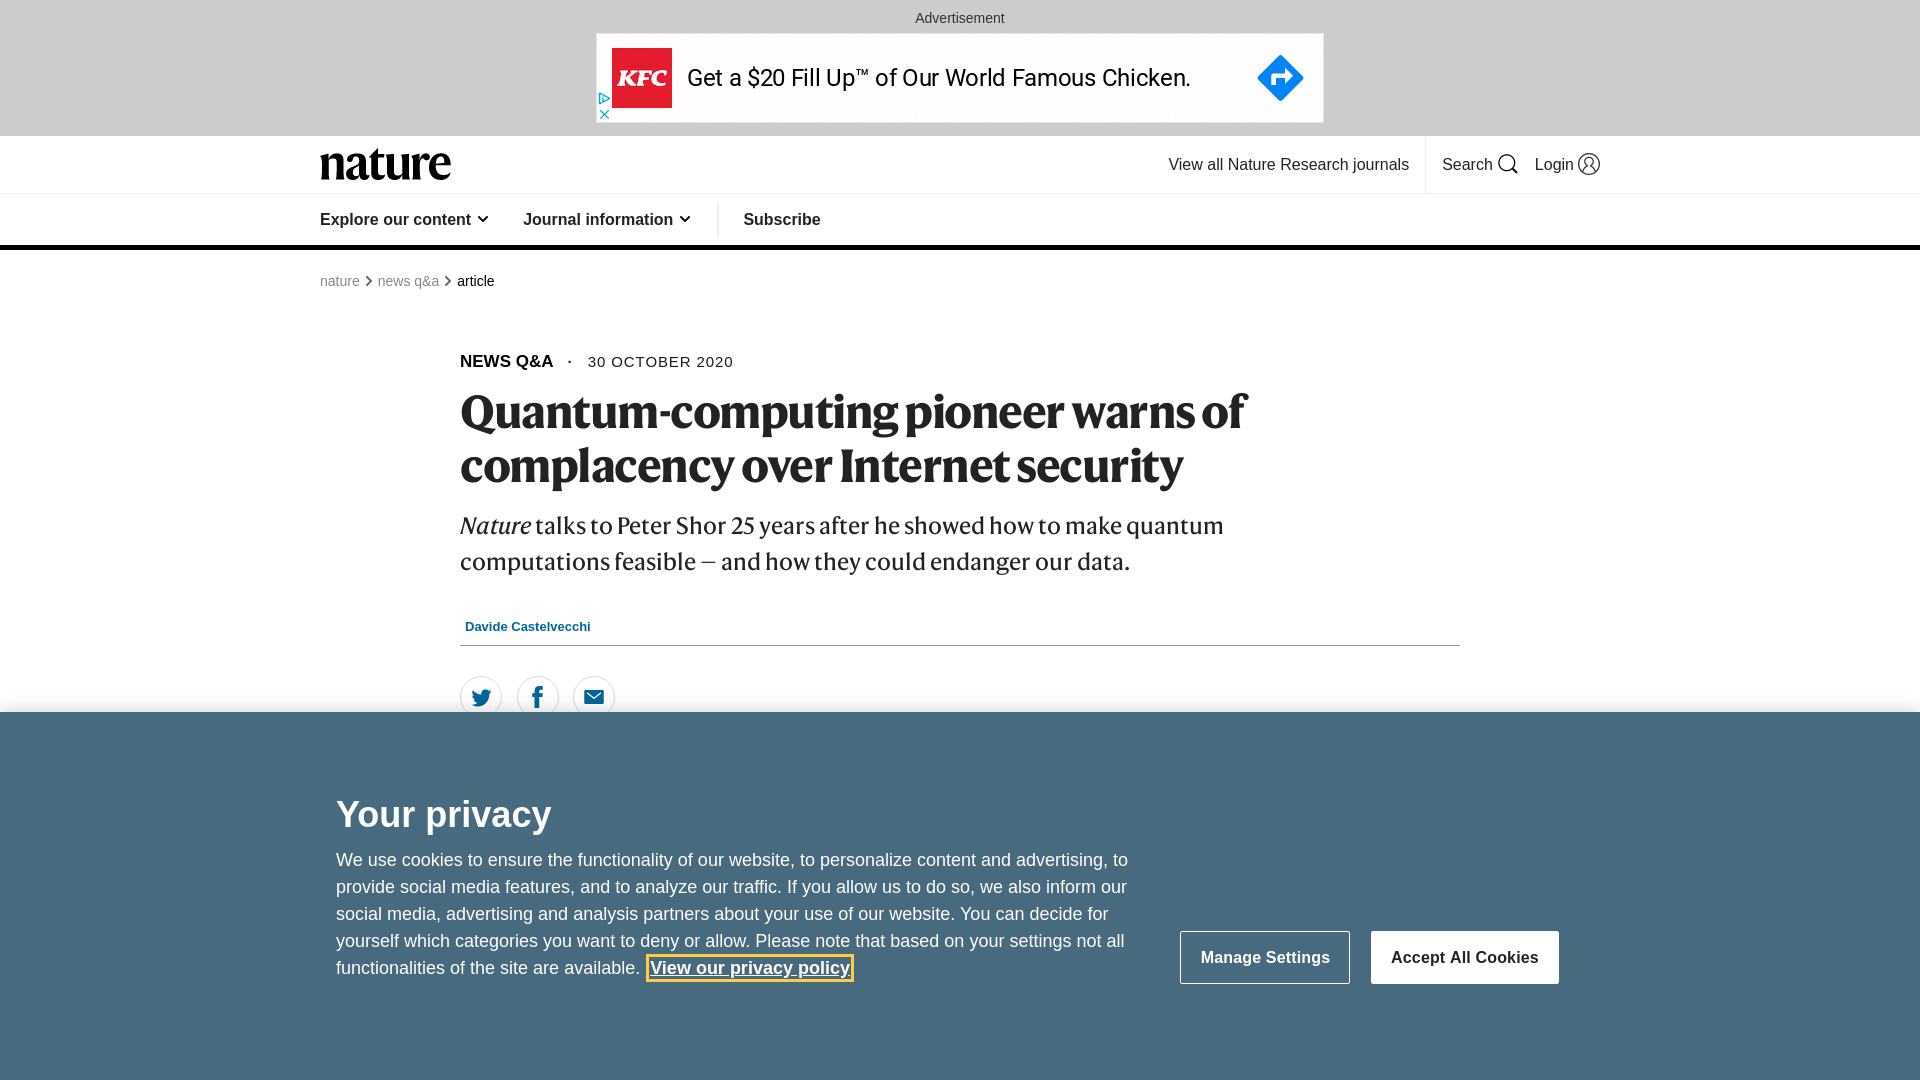 Advertisement
KFC
Get a $20 Fill Up™ of Our World Famous Chicken.
nature
View all Nature Research journals
Search
Login
Explore our content
Journal information
Subscribe
nature
news q&a
article
NEWS Q&A · 30 OCTOBER 2020
Quantum-computing pioneer warns of
complacency over Internet security
Nature talks to Peter Shor 25 years after he showed how to make quantum
computations feasible — and how they could endanger our data.
Davide Castelvecchi
Your privacy
We use cookies to ensure the functionality of our website, to personalize content and advertising, to
provide social media features, and to analyze our traffic. If you allow us to do so, we also inform our
social media, advertising and analysis partners about your use of our website. You can decide for
yourself which categories you want to deny or allow. Please note that based on your settings not all
functionalities of the site are available. View our privacy policy
Manage Settings
Accept All Cookies